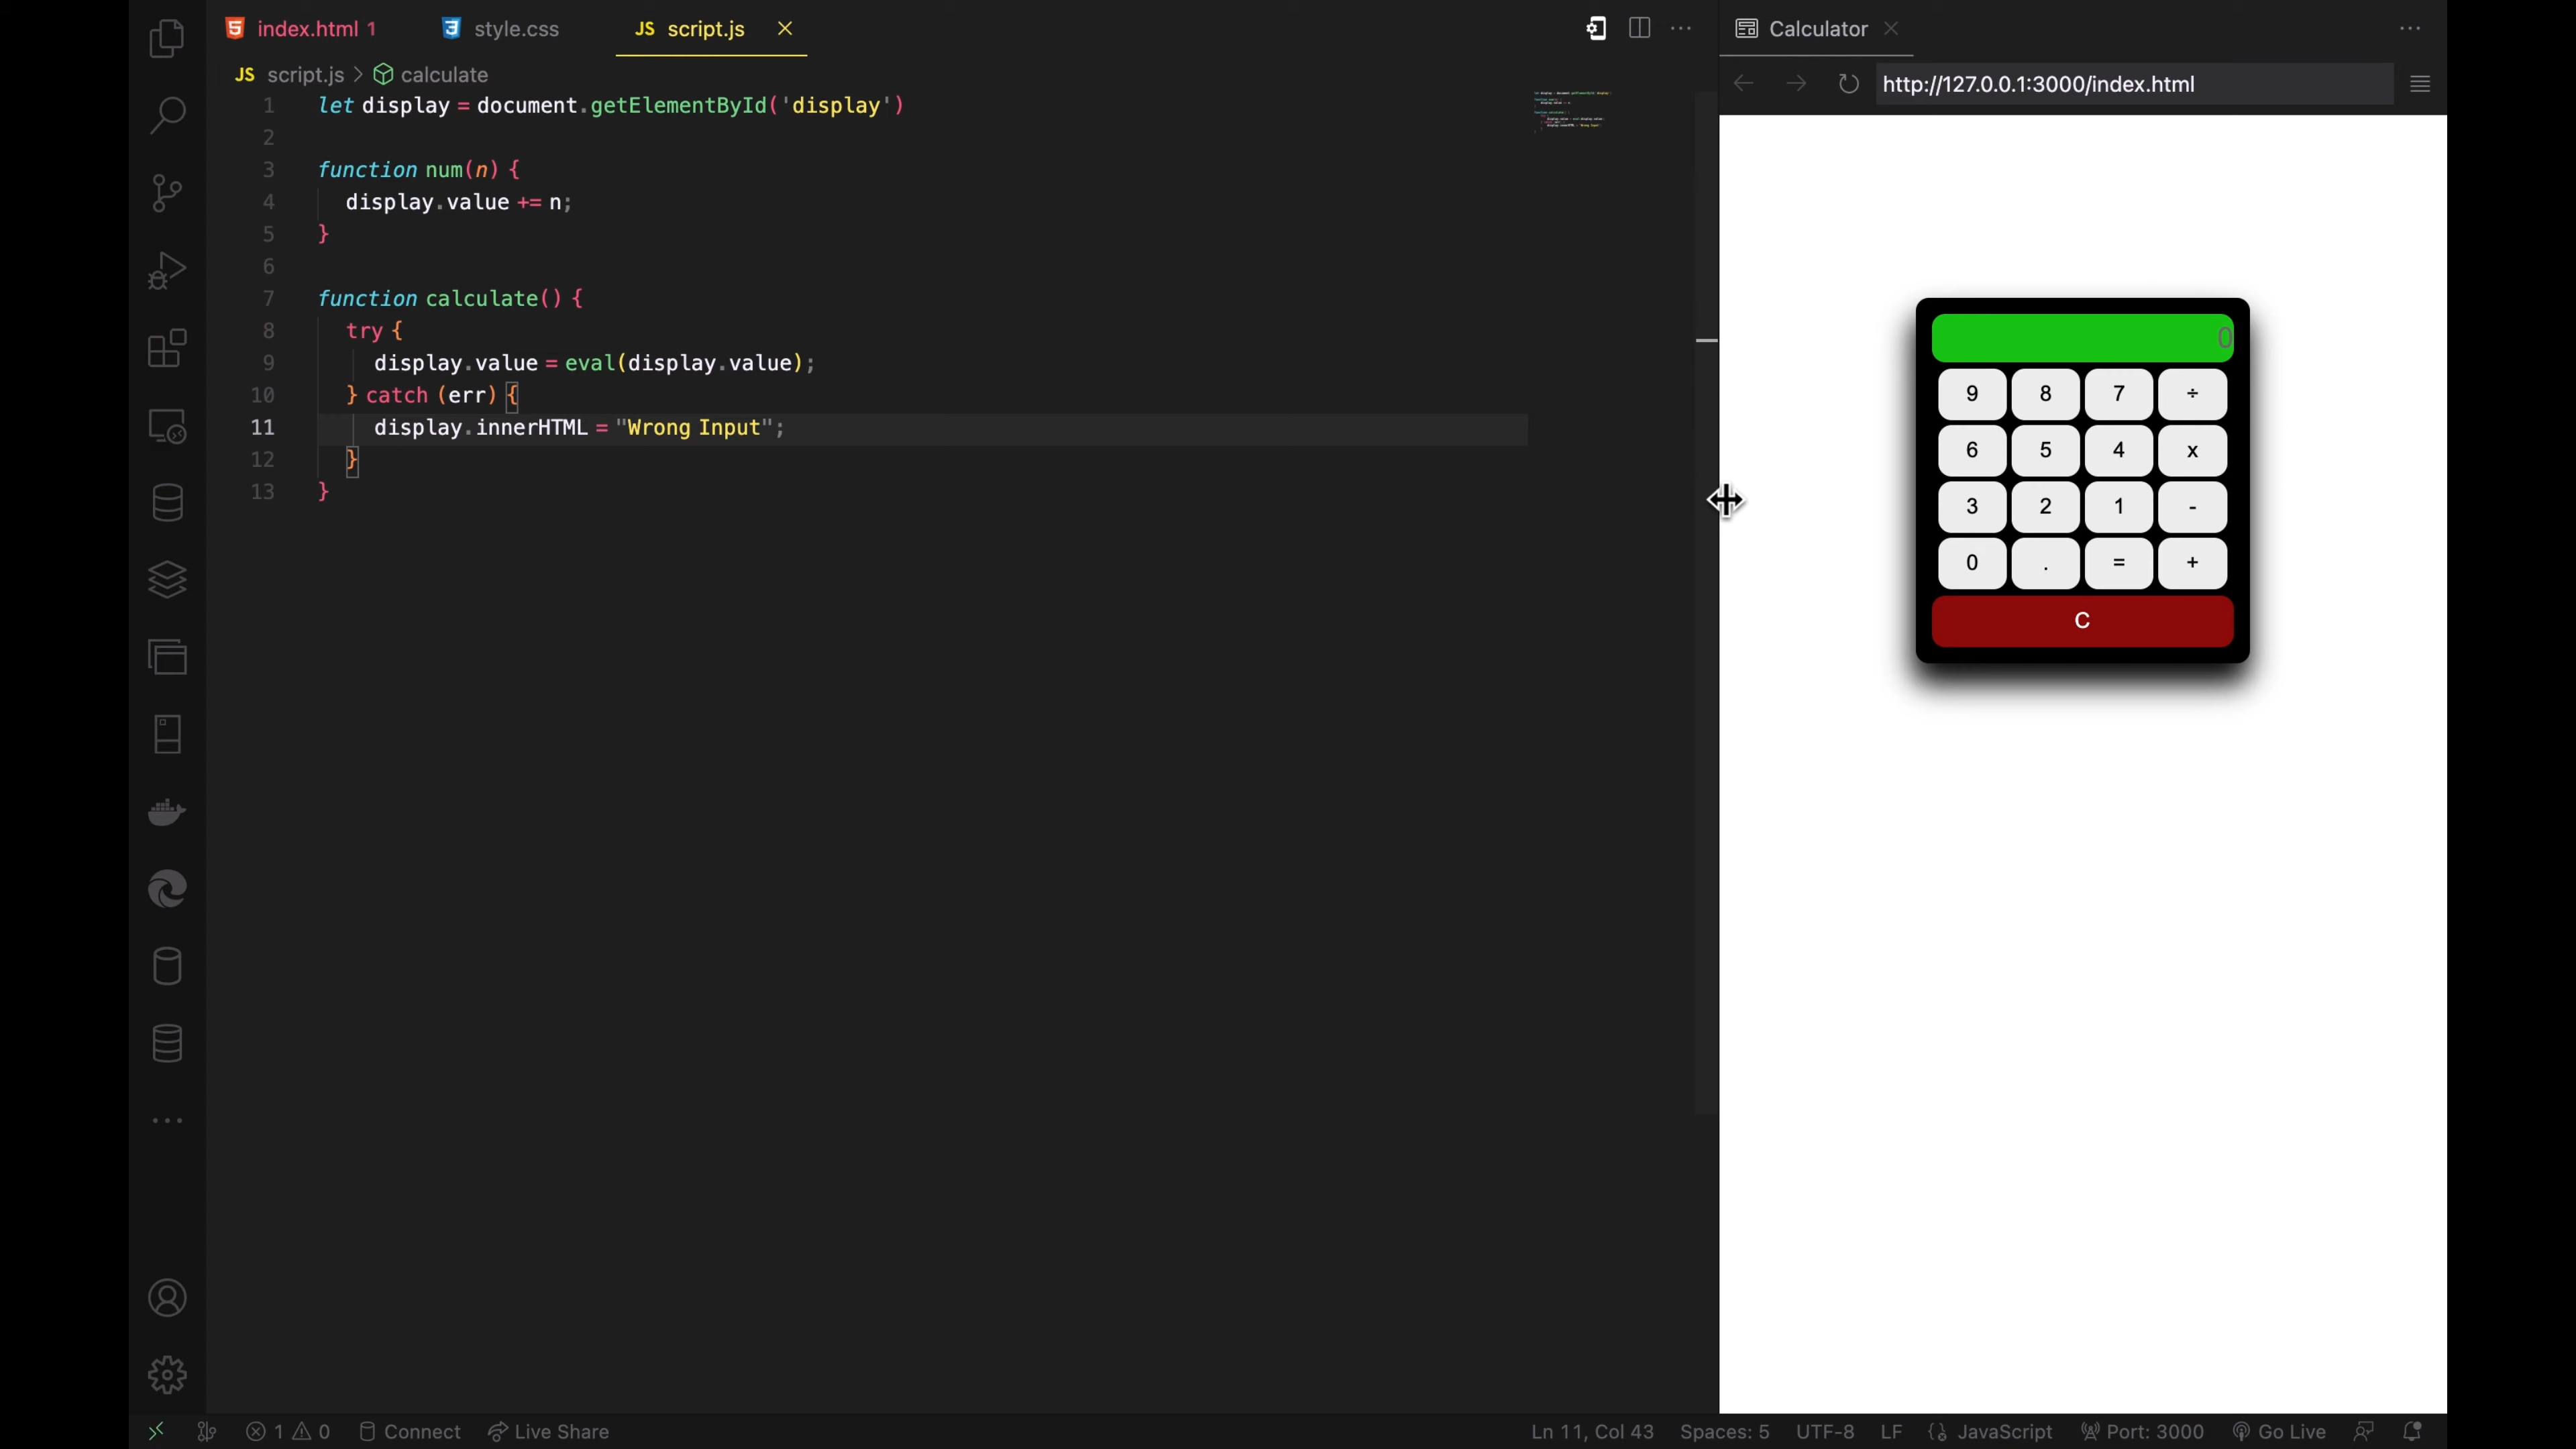 index.html 1 style.css JS script.js
JS script.js > calculate
1 let display = document.getElementById('display')
2
3 function num(n) {
4 display.value += n;
5 }
6
7 function calculate() {
8 try {
9 display.value = eval(display.value);
10 } catch (err) {
11 display.innerHTML = "Wrong Input";
12 }
13 }
Calculator
http://127.0.0.1:3000/index.html
0
9 8 7 ÷
6 5 4 x
3 2 1 -
0 . = +
C
1 0 Connect Live Share Ln 11, Col 43 Spaces: 5 UTF-8 LF JavaScript Port: 3000 Go Live